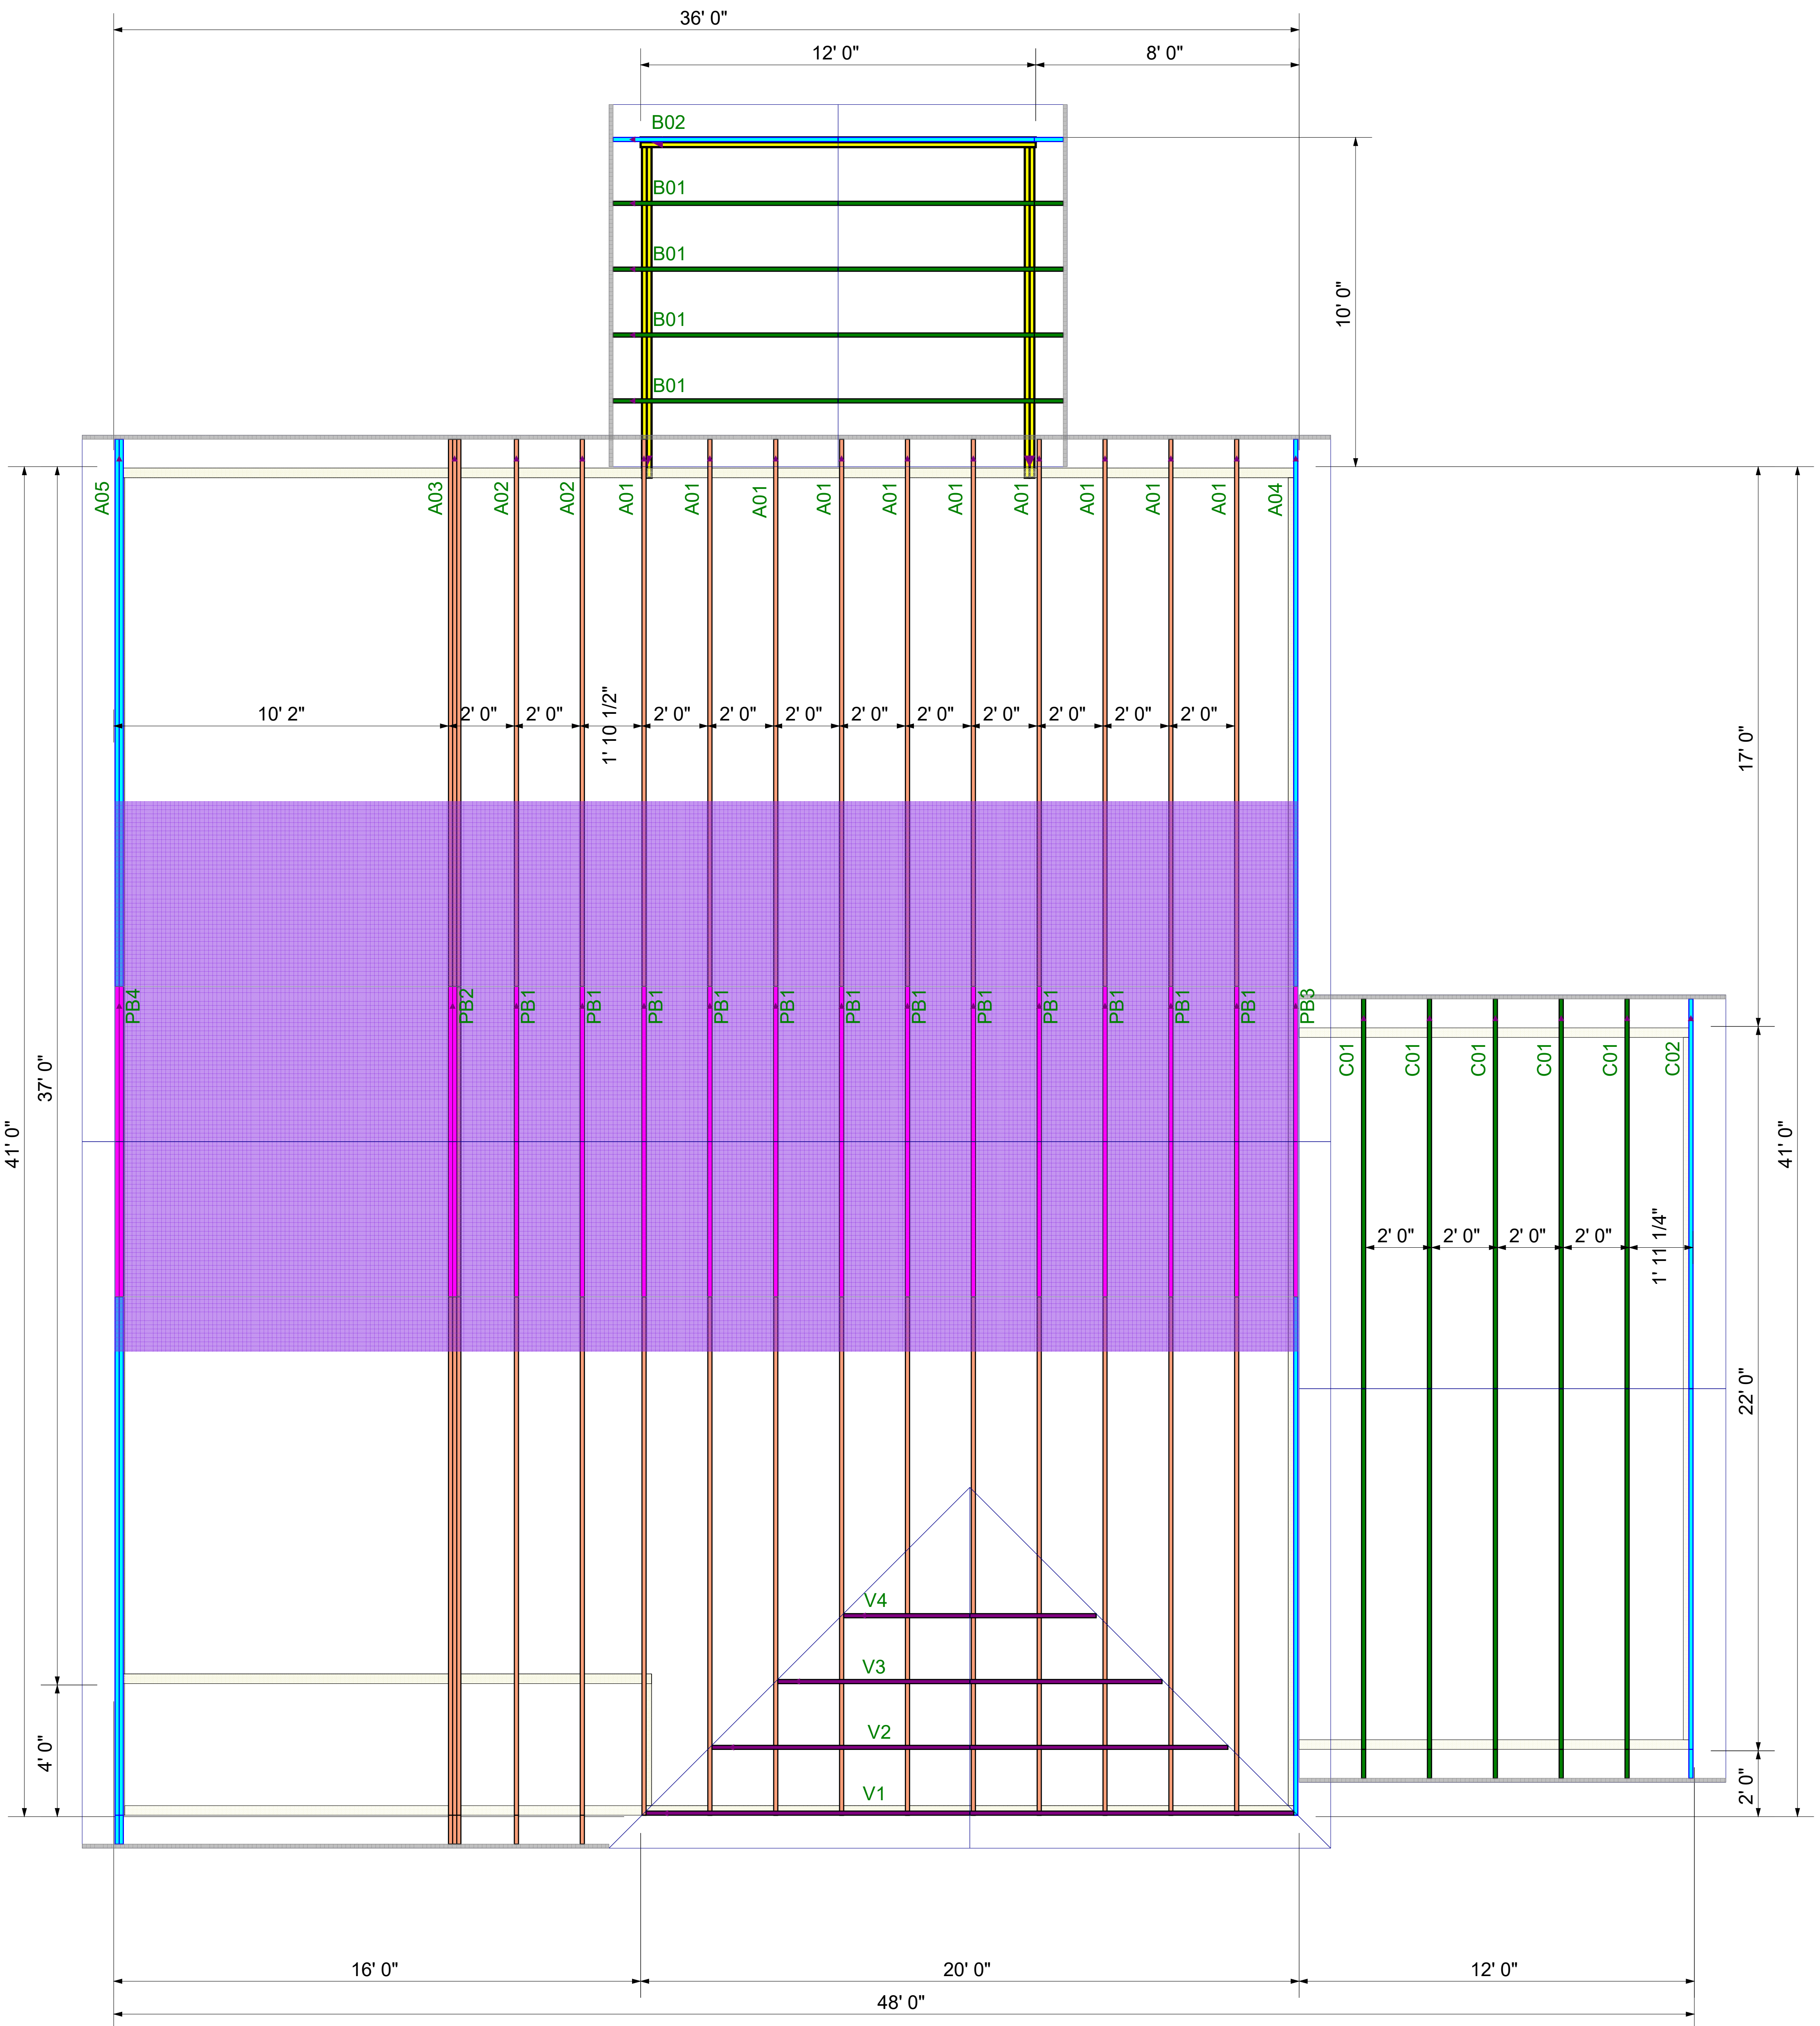 36' 0"
12' 0"
8' 0"
B02
B01
B01
B01
B01
10' 0"
A05
A03
A02
A02
A01
A01
A01
A01
A01
A01
A01
A01
A01
A01
A04
10' 2"
2' 0"
2' 0"
1' 10 1/2"
2' 0"
2' 0"
2' 0"
2' 0"
2' 0"
2' 0"
2' 0"
2' 0"
2' 0"
17' 0"
PB4
PB2
PB1
PB1
PB1
PB1
PB1
PB1
PB1
PB1
PB1
PB1
PB1
PB1
PB3
C01
C01
C01
C01
C01
C02
37' 0"
41' 0"
41' 0"
2' 0"
2' 0"
2' 0"
2' 0"
1' 11 1/4"
22' 0"
V4
V3
V2
V1
4' 0"
2' 0"
16' 0"
20' 0"
12' 0"
48' 0"